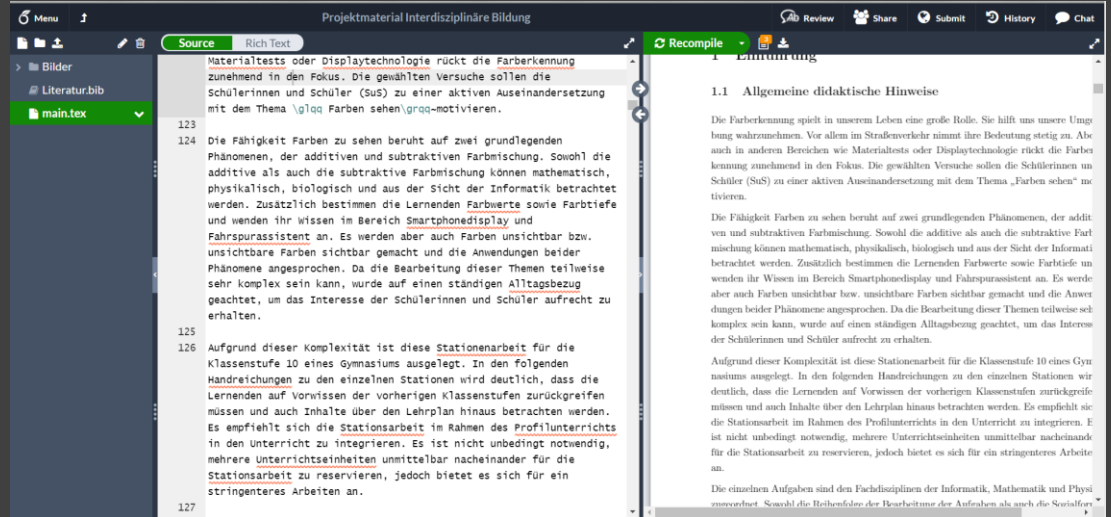 Menu
Projektmaterial Interdisziplinäre Bildung
Review
Share
Submit
History
Chat
Source
Rich Text
Recompile
3
Bilder
Literatur.bib
main.tex
Materialtests oder Displaytechnologie rückt die Farberkennung
zunehmend in den Fokus. Die gewählten Versuche sollen die
Schülerinnen und Schüler (SuS) zu einer aktiven Auseinandersetzung
mit dem Thema \glqq Farben sehen\grqq~motivieren.
123
124 Die Fähigkeit Farben zu sehen beruht auf zwei grundlegenden
Phänomenen, der additiven und subtraktiven Farbmischung. Sowohl die
additive als auch die subtraktive Farbmischung können mathematisch,
physikalisch, biologisch und aus der Sicht der Informatik betrachtet
werden. Zusätzlich bestimmen die Lernenden Farbwerte sowie Farbtiefe
und wenden ihr Wissen im Bereich Smartphonedisplay und
Fahrspurassistent an. Es werden aber auch Farben unsichtbar bzw.
unsichtbare Farben sichtbar gemacht und die Anwendungen beider
Phänomene angesprochen. Da die Bearbeitung dieser Themen teilweise
sehr komplex sein kann, wurde auf einen ständigen Alltagsbezug
geachtet, um das Interesse der Schülerinnen und Schüler aufrecht zu
erhalten.
125
126 Aufgrund dieser Komplexität ist diese Stationenarbeit für die
Klassenstufe 10 eines Gymnasiums ausgelegt. In den folgenden
Handreichungen zu den einzelnen Stationen wird deutlich, dass die
Lernenden auf Vorwissen der vorherigen Klassenstufen zurückgreifen
müssen und auch Inhalte über den Lehrplan hinaus betrachten werden.
Es empfiehlt sich die Stationsarbeit im Rahmen des Profilunterrichts
in den Unterricht zu integrieren. Es ist nicht unbedingt notwendig,
mehrere Unterrichtseinheiten unmittelbar nacheinander für die
Stationsarbeit zu reservieren, jedoch bietet es sich für ein
stringenteres Arbeiten an.
127
1 Einführung
1.1 Allgemeine didaktische Hinweise
Die Farberkennung spielt in unserem Leben eine große Rolle. Sie hilft uns unsere Umge
bung wahrzunehmen. Vor allem im Straßenverkehr nimmt ihre Bedeutung stetig zu. Abe
auch in anderen Bereichen wie Materialtests oder Displaytechnologie rückt die Farber
kennung zunehmend in den Fokus. Die gewählten Versuche sollen die Schülerinnen un
Schüler (SuS) zu einer aktiven Auseinandersetzung mit dem Thema „Farben sehen“ mo
tivieren.
Die Fähigkeit Farben zu sehen beruht auf zwei grundlegenden Phänomenen, der additi
ven und subtraktiven Farbmischung. Sowohl die additive als auch die subtraktive Farb
mischung können mathematisch, physikalisch, biologisch und aus der Sicht der Informati
betrachtet werden. Zusätzlich bestimmen die Lernenden Farbwerte sowie Farbtiefe un
wenden ihr Wissen im Bereich Smartphonedisplay und Fahrspurassistent an. Es werde
aber auch Farben unsichtbar bzw. unsichtbare Farben sichtbar gemacht und die Anwen
dungen beider Phänomene angesprochen. Da die Bearbeitung dieser Themen teilweise seh
komplex sein kann, wurde auf einen ständigen Alltagsbezug geachtet, um das Interess
der Schülerinnen und Schüler aufrecht zu erhalten.
Aufgrund dieser Komplexität ist diese Stationenarbeit für die Klassenstufe 10 eines Gym
nasiums ausgelegt. In den folgenden Handreichungen zu den einzelnen Stationen wir
deutlich, dass die Lernenden auf Vorwissen der vorherigen Klassenstufen zurückgreife
müssen und auch Inhalte über den Lehrplan hinaus betrachten werden. Es empfiehlt sic
die Stationsarbeit im Rahmen des Profilunterrichts in den Unterricht zu integrieren. E
ist nicht unbedingt notwendig, mehrere Unterrichtseinheiten unmittelbar nacheinande
für die Stationsarbeit zu reservieren, jedoch bietet es sich für ein stringenteres Arbeite
an.
Die einzelnen Aufgaben sind den Fachdisziplinen der Informatik, Mathematik und Physi
zugeordnet. Sowohl die Reihenfolge der Bearbeitung der Aufgaben als auch die Sozialfor